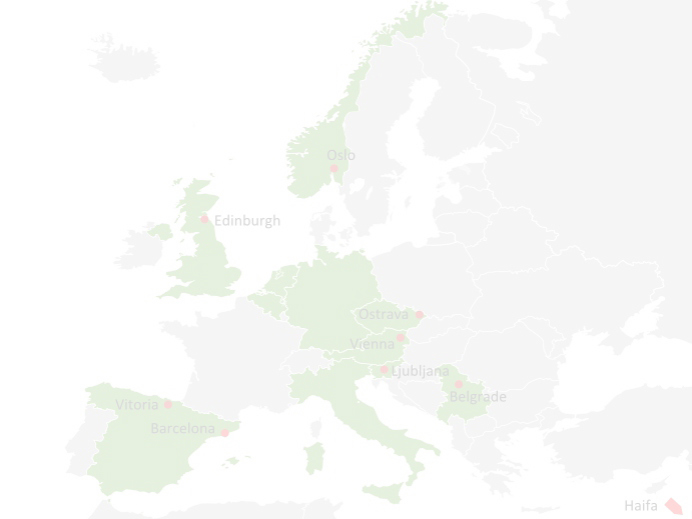 Oslo
Edinburgh
Ostrava
Vienna
Ljubljana
Belgrade
Vitoria
Barcelona
Haifa